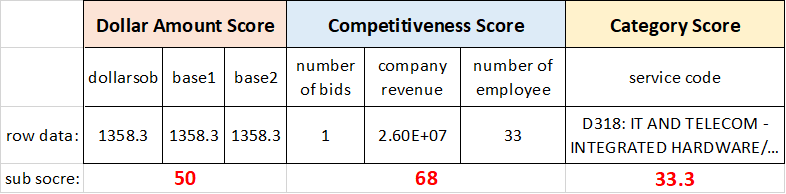 Dollar Amount Score Competitiveness Score Category Score
dollarsob base1 base2 number of bids company revenue number of employee service code
row data: 1358.3 1358.3 1358.3 1 2.60E+07 33 D318: IT AND TELECOM - INTEGRATED HARDWARE/...
sub socre: 50 68 33.3